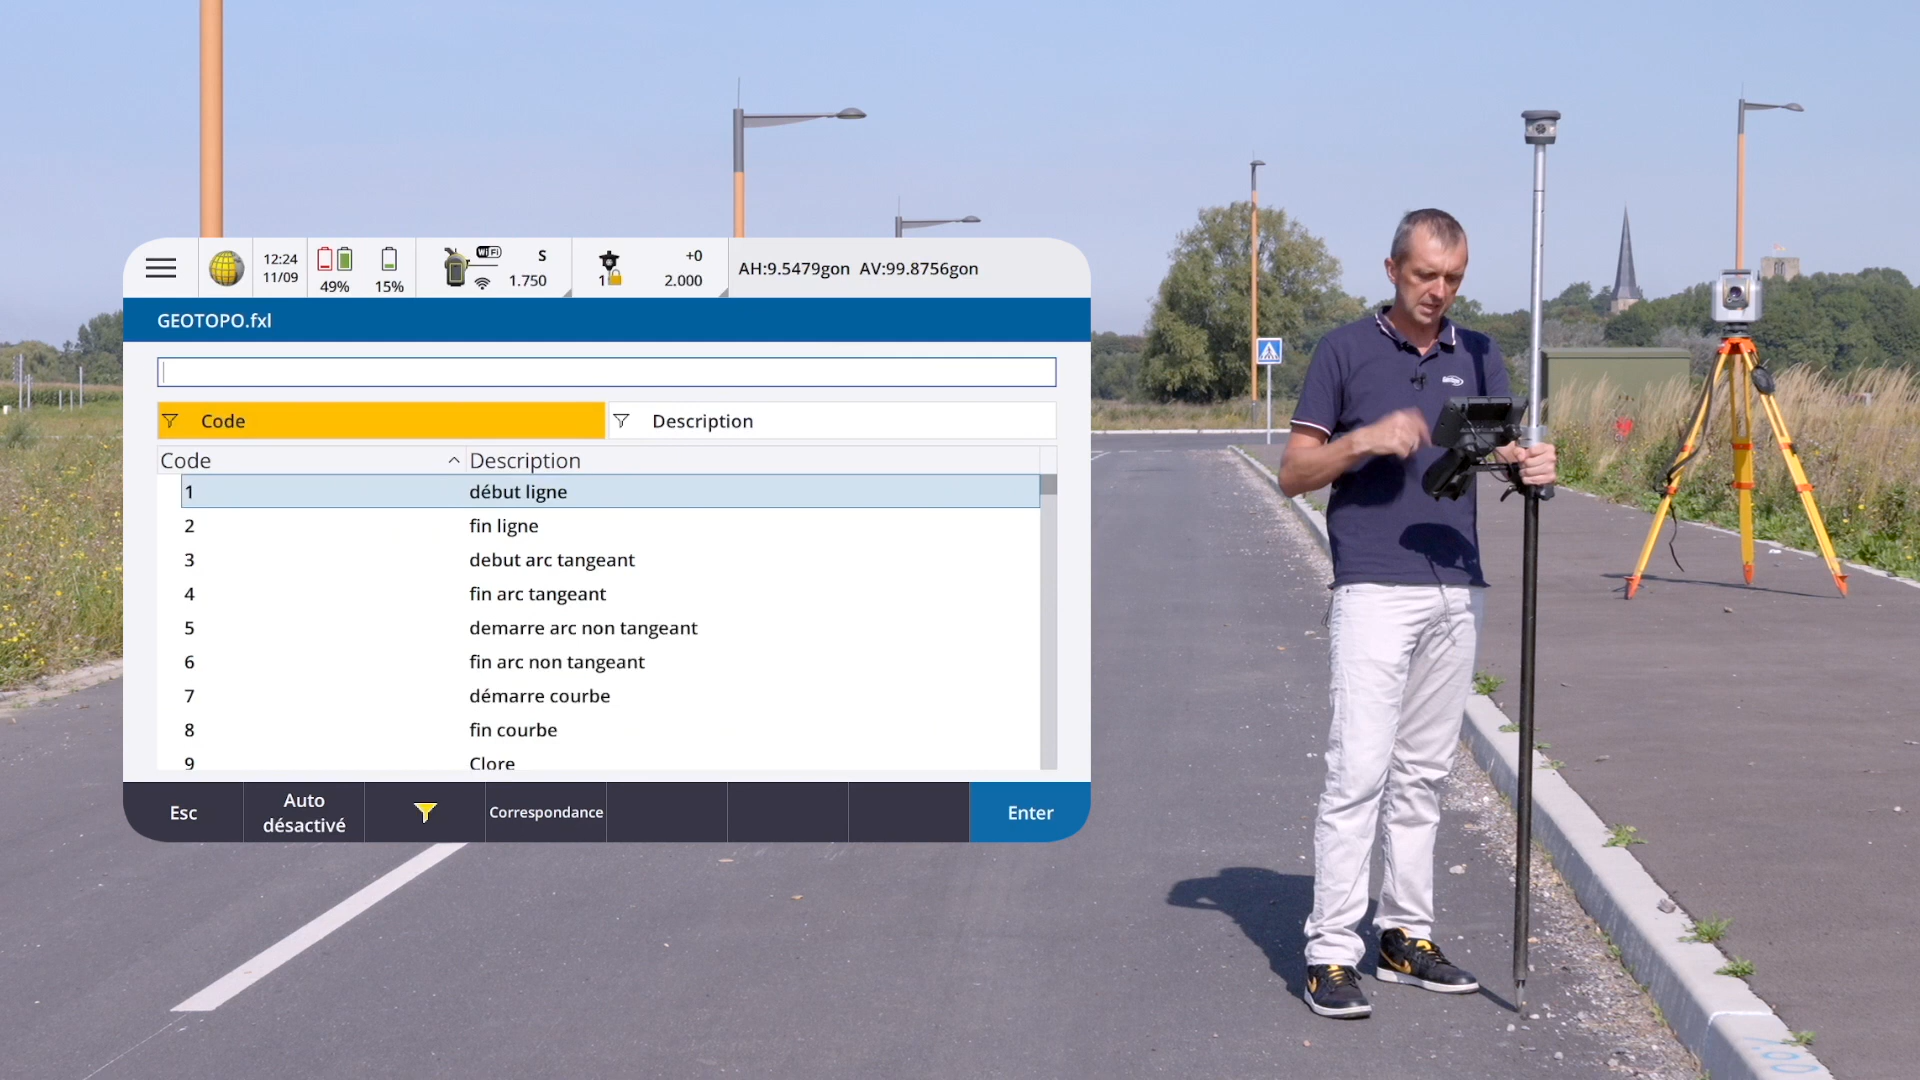 12:24
11/09
49%
15%
WiFi
S
1.750
1
+0
2.000
AH:9.5479gon AV:99.8756gon
GEOTOPO.fxl
Code
Description
Code Description
1 début ligne
2 fin ligne
3 debut arc tangeant
4 fin arc tangeant
5 demarre arc non tangeant
6 fin arc non tangeant
7 démarre courbe
8 fin courbe
9 Clore
Esc
Auto
désactivé
Correspondance
Enter